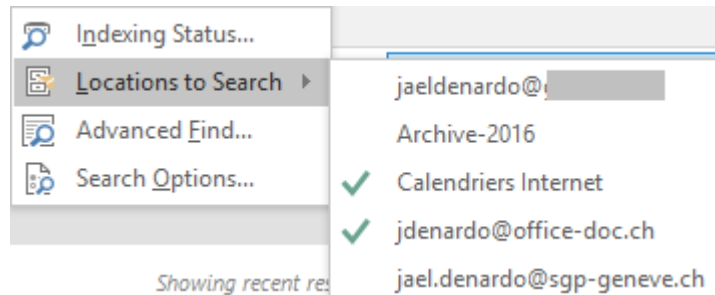 Indexing Status...
Locations to Search
Advanced Find...
Search Options...
jaeldenardo@
Archive-2016
Calendriers Internet
jdenardo@office-doc.ch
jael.denardo@sgp-geneve.ch
Showing recent